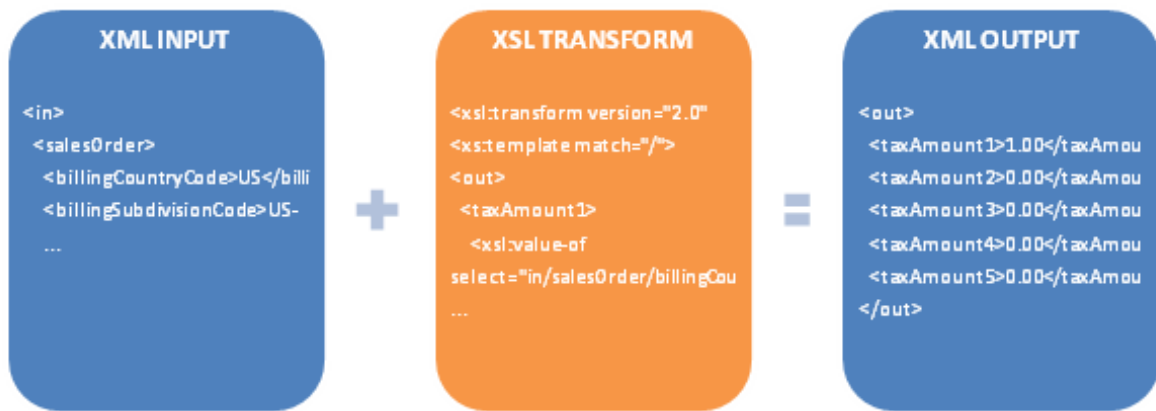 XML INPUT
<in>
<salesOrder>
<billingCountryCode>US</billi
<billingSubdivisionCode>US-
...
+
XSL TRANSFORM
<xsl:transform version="2.0"
<xs:template match="/">
<out>
<taxAmount1>
<xsl:value-of
select="in/salesOrder/billingCou
...
=
XML OUTPUT
<out>
<taxAmount1>1.00</taxAmou
<taxAmount2>0.00</taxAmou
<taxAmount3>0.00</taxAmou
<taxAmount4>0.00</taxAmou
<taxAmount5>0.00</taxAmou
</out>